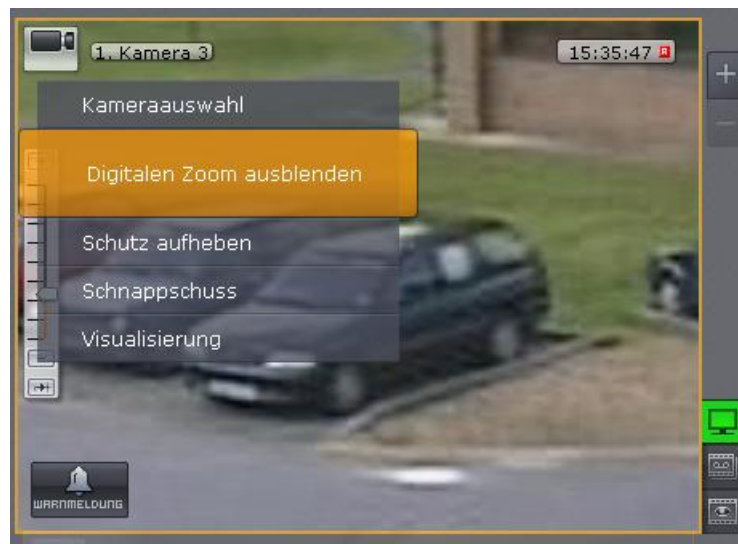 1. Kamera 3
15:35:47 R
Kameraauswahl
Digitalen Zoom ausblenden
Schutz aufheben
Schnappschuss
Visualisierung
WARNMELDUNG